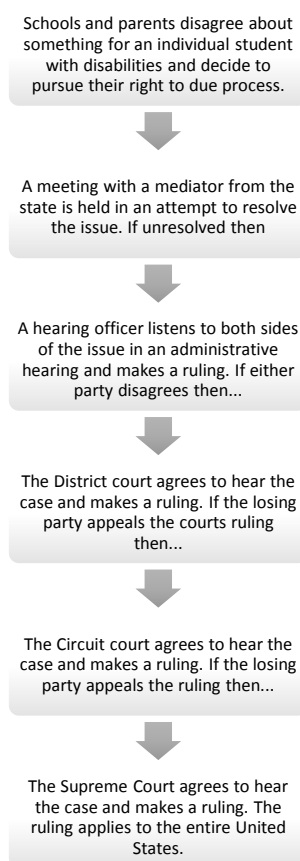 Schools and parents disagree about
something for an individual student
with disabilities and decide to
pursue their right to due process.
A meeting with a mediator from the
state is held in an attempt to resolve
the issue. If unresolved then
A hearing officer listens to both sides
of the issue in an administrative
hearing and makes a ruling. If either
party disagrees then...
The District court agrees to hear the
case and makes a ruling. If the losing
party appeals the courts ruling
then...
The Circuit court agrees to hear the
case and makes a ruling. If the losing
party appeals the ruling then...
The Supreme Court agrees to hear
the case and makes a ruling. The
ruling applies to the entire United
States.